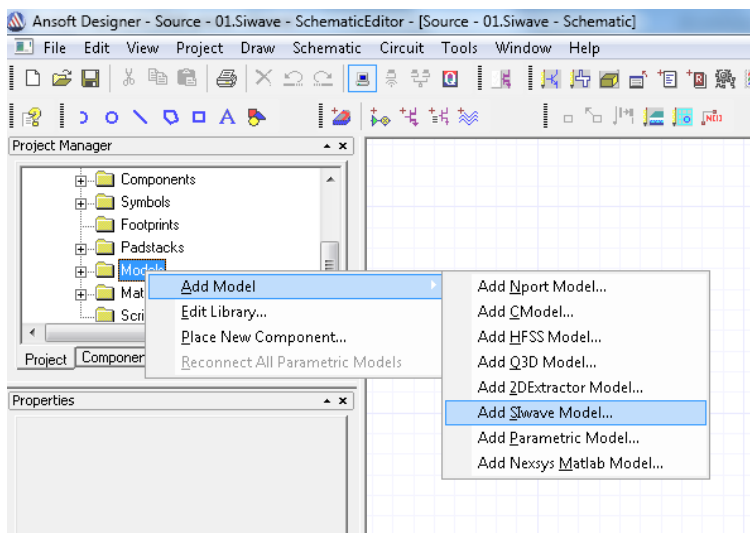 Ansoft Designer - Source - 01.Siwave - SchematicEditor - [Source - 01.Siwave - Schematic]
File Edit View Project Draw Schematic Circuit Tools Window Help
Project Manager
Components
Symbols
Footprints
Padstacks
Models
Mat
Scri
Project Componen
Properties
Add Model
Edit Library...
Place New Component...
Reconnect All Parametric Models
Add Nport Model...
Add CModel...
Add HFSS Model...
Add Q3D Model...
Add 2DExtractor Model...
Add SIwave Model...
Add Parametric Model...
Add Nexsys Matlab Model...